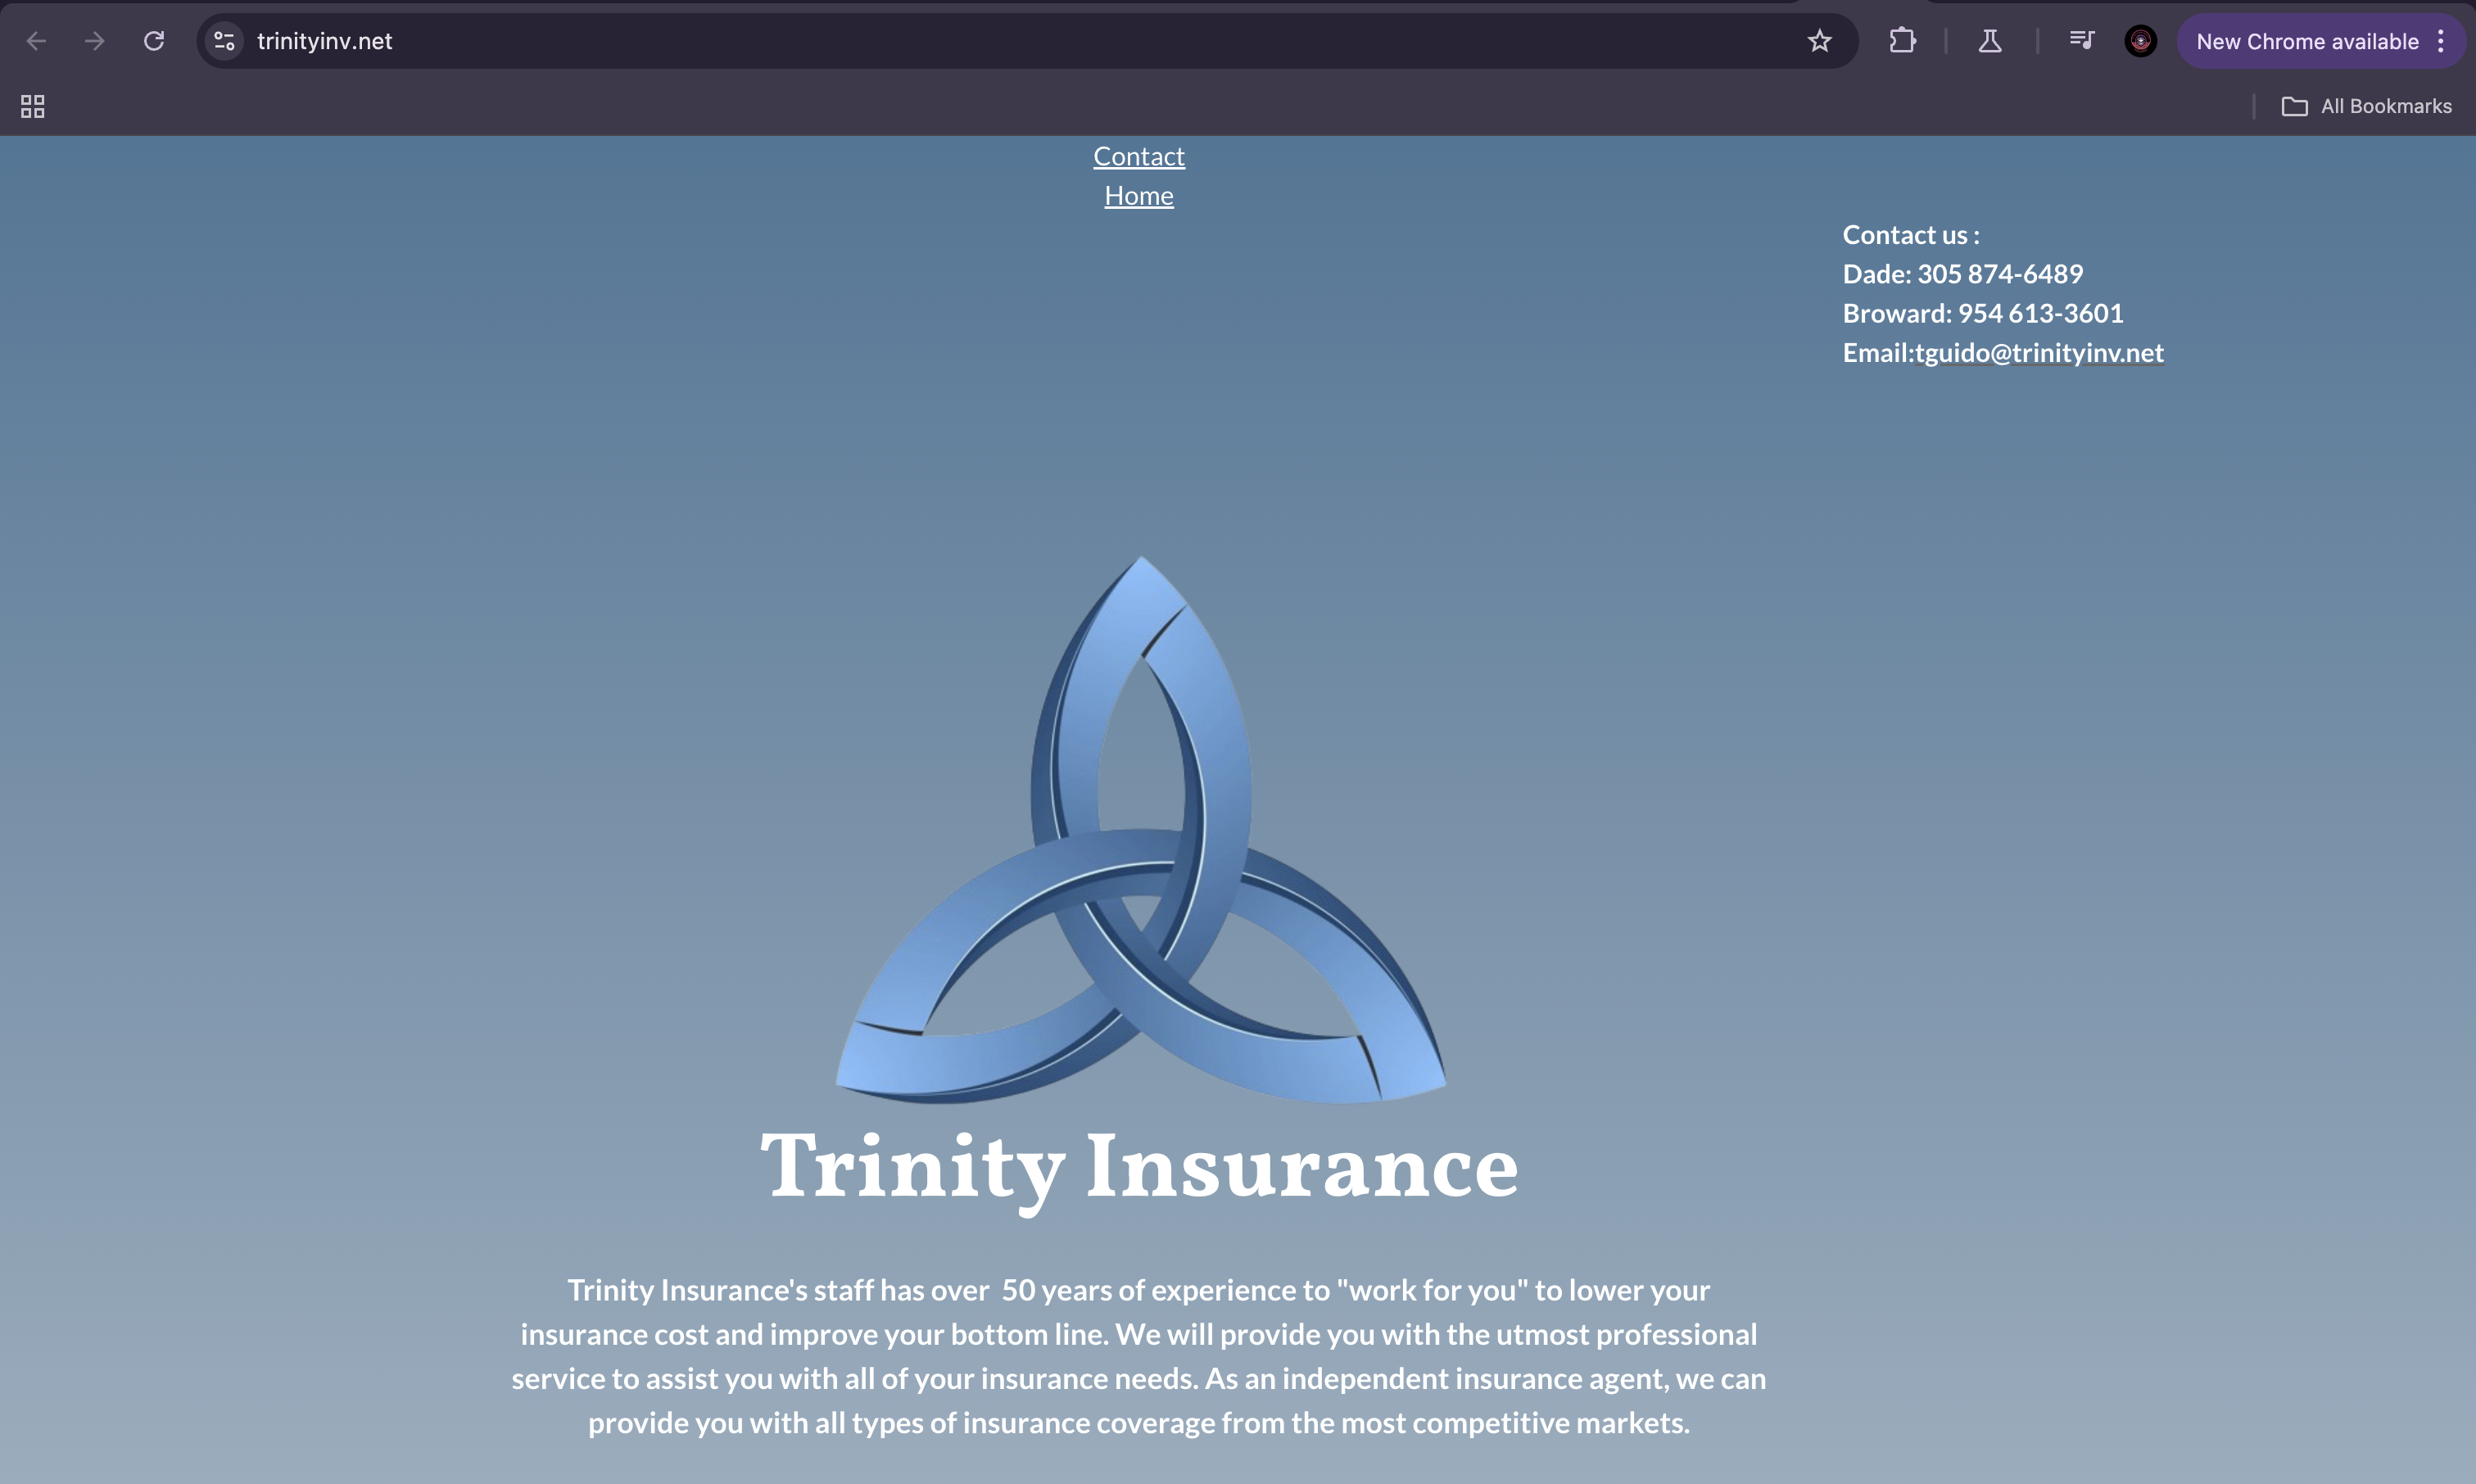 trinityinv.net
New Chrome available
All Bookmarks
Contact
Home
Contact us :
Dade: 305 874-6489
Broward: 954 613-3601
Email:tguido@trinityinv.net
Trinity Insurance
Trinity Insurance's staff has over  50 years of experience to "work for you" to lower your
insurance cost and improve your bottom line. We will provide you with the utmost professional
service to assist you with all of your insurance needs. As an independent insurance agent, we can
provide you with all types of insurance coverage from the most competitive markets.